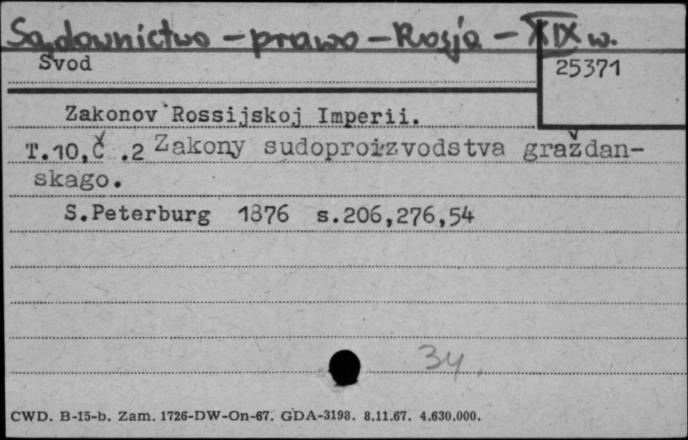 Sądownictwo – prawo – Rosja – XIX w.
Svod
25371
Zakonov Rossijskoj Imperii.
T.10,Č .2 Zakony sudoproizvodstva graždan-
skago.
S.Peterburg 1876 s.206,276,54
34.
CWD. B-15-b. Zam. 1726-DW-On-67. GDA-3198. 8.11.67. 4.630.000.